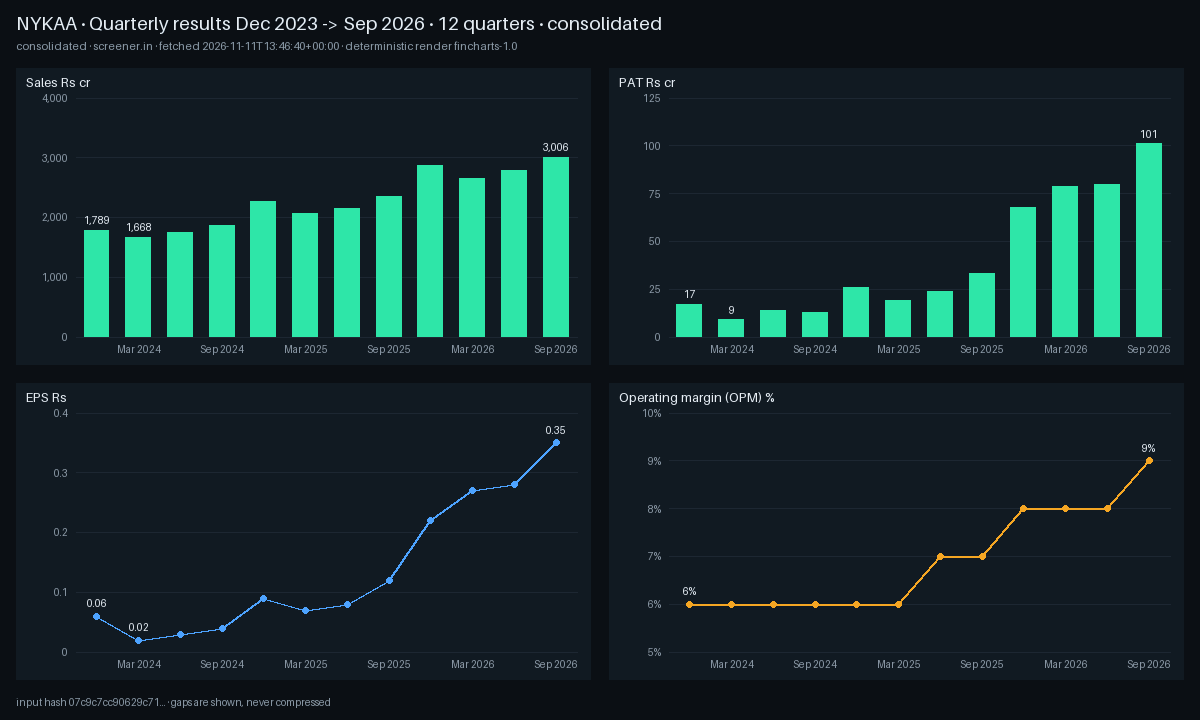 NYKAA · Quarterly results Dec 2023 -> Sep 2026 · 12 quarters · consolidated
consolidated · screener.in · fetched 2026-11-11T13:46:40+00:00 · deterministic render fincharts-1.0
Sales Rs cr
4,000
3,000
2,000
1,000
0
1,789
1,668
3,006
Mar 2024
Sep 2024
Mar 2025
Sep 2025
Mar 2026
Sep 2026
PAT Rs cr
125
100
75
50
25
0
17
9
101
Mar 2024
Sep 2024
Mar 2025
Sep 2025
Mar 2026
Sep 2026
EPS Rs
0.4
0.3
0.2
0.1
0
0.06
0.02
0.35
Mar 2024
Sep 2024
Mar 2025
Sep 2025
Mar 2026
Sep 2026
Operating margin (OPM) %
10%
9%
8%
7%
6%
5%
6%
9%
Mar 2024
Sep 2024
Mar 2025
Sep 2025
Mar 2026
Sep 2026
input hash 07c9c7cc90629c71… · gaps are shown, never compressed